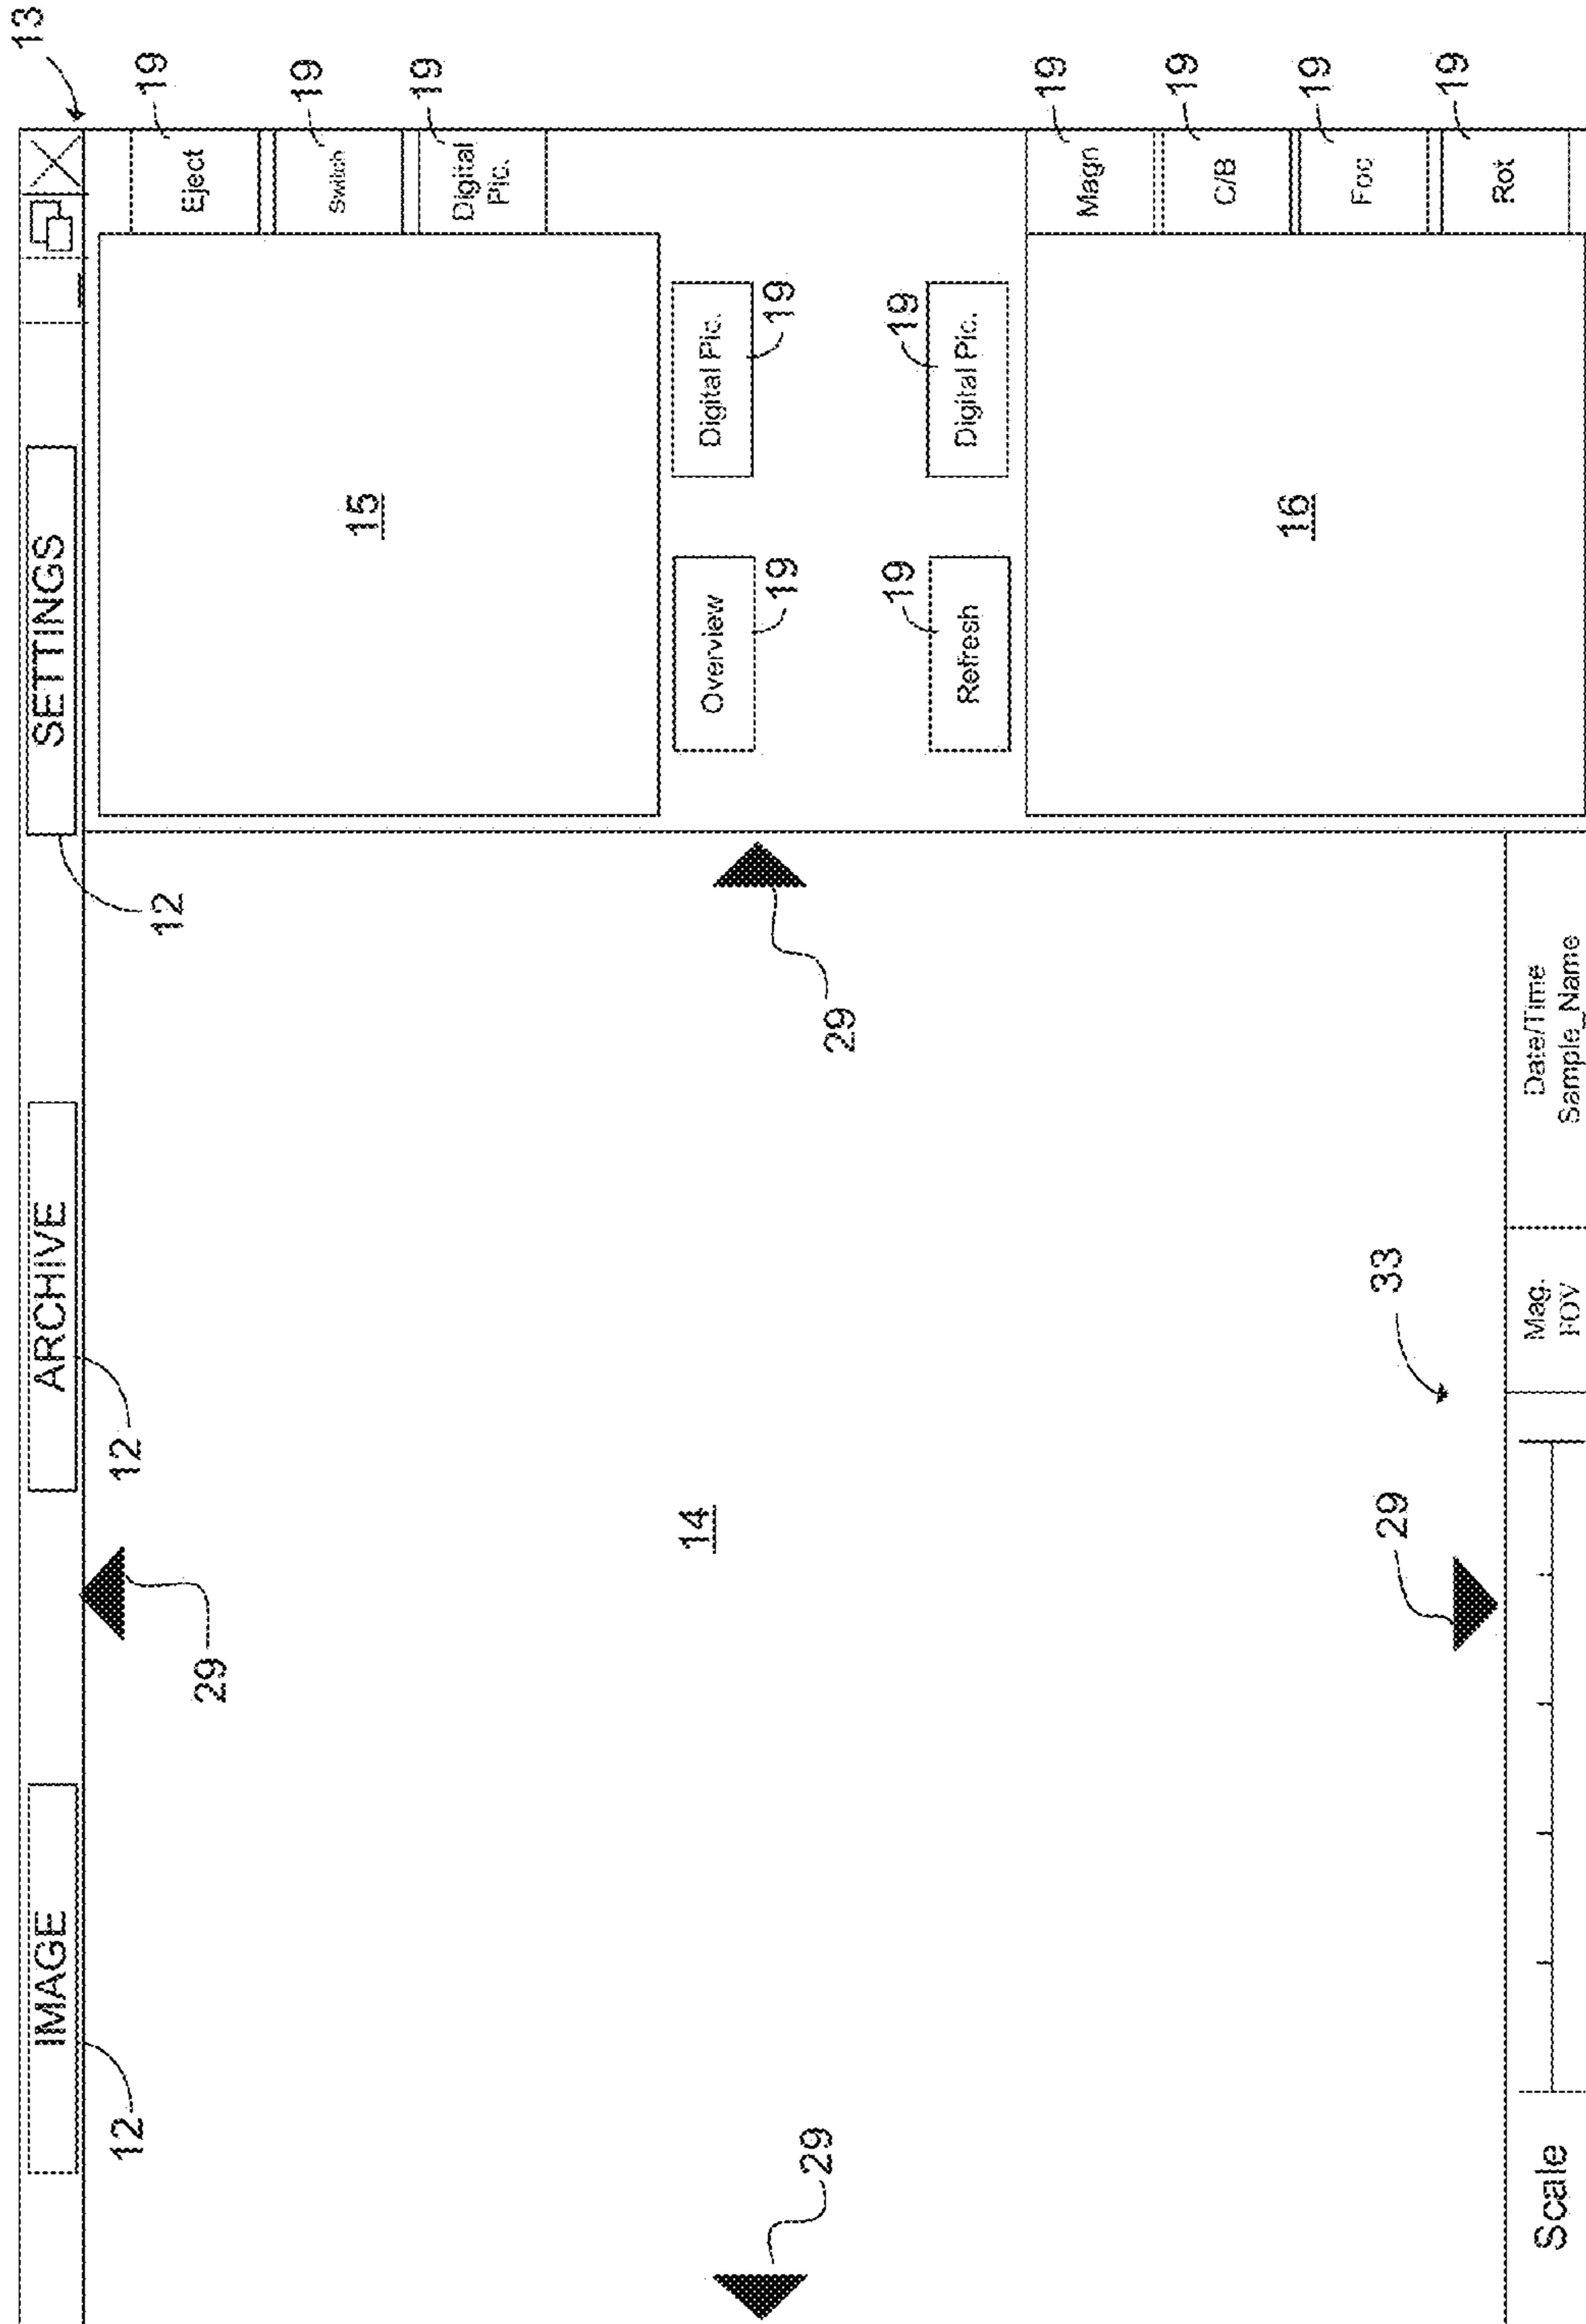 13
IMAGE
ARCHIVE
SETTINGS
12
12
12
29
29
29
29
14
15
16
Eject
19
Switch
19
Digital
Pic.
19
Overview
19
Digital Pic.
19
Refresh
19
Digital Pic.
19
Magn
19
C/B
19
Foc
19
Rot
19
33
Scale
Mag.
FOV
Date/Time
Sample_Name